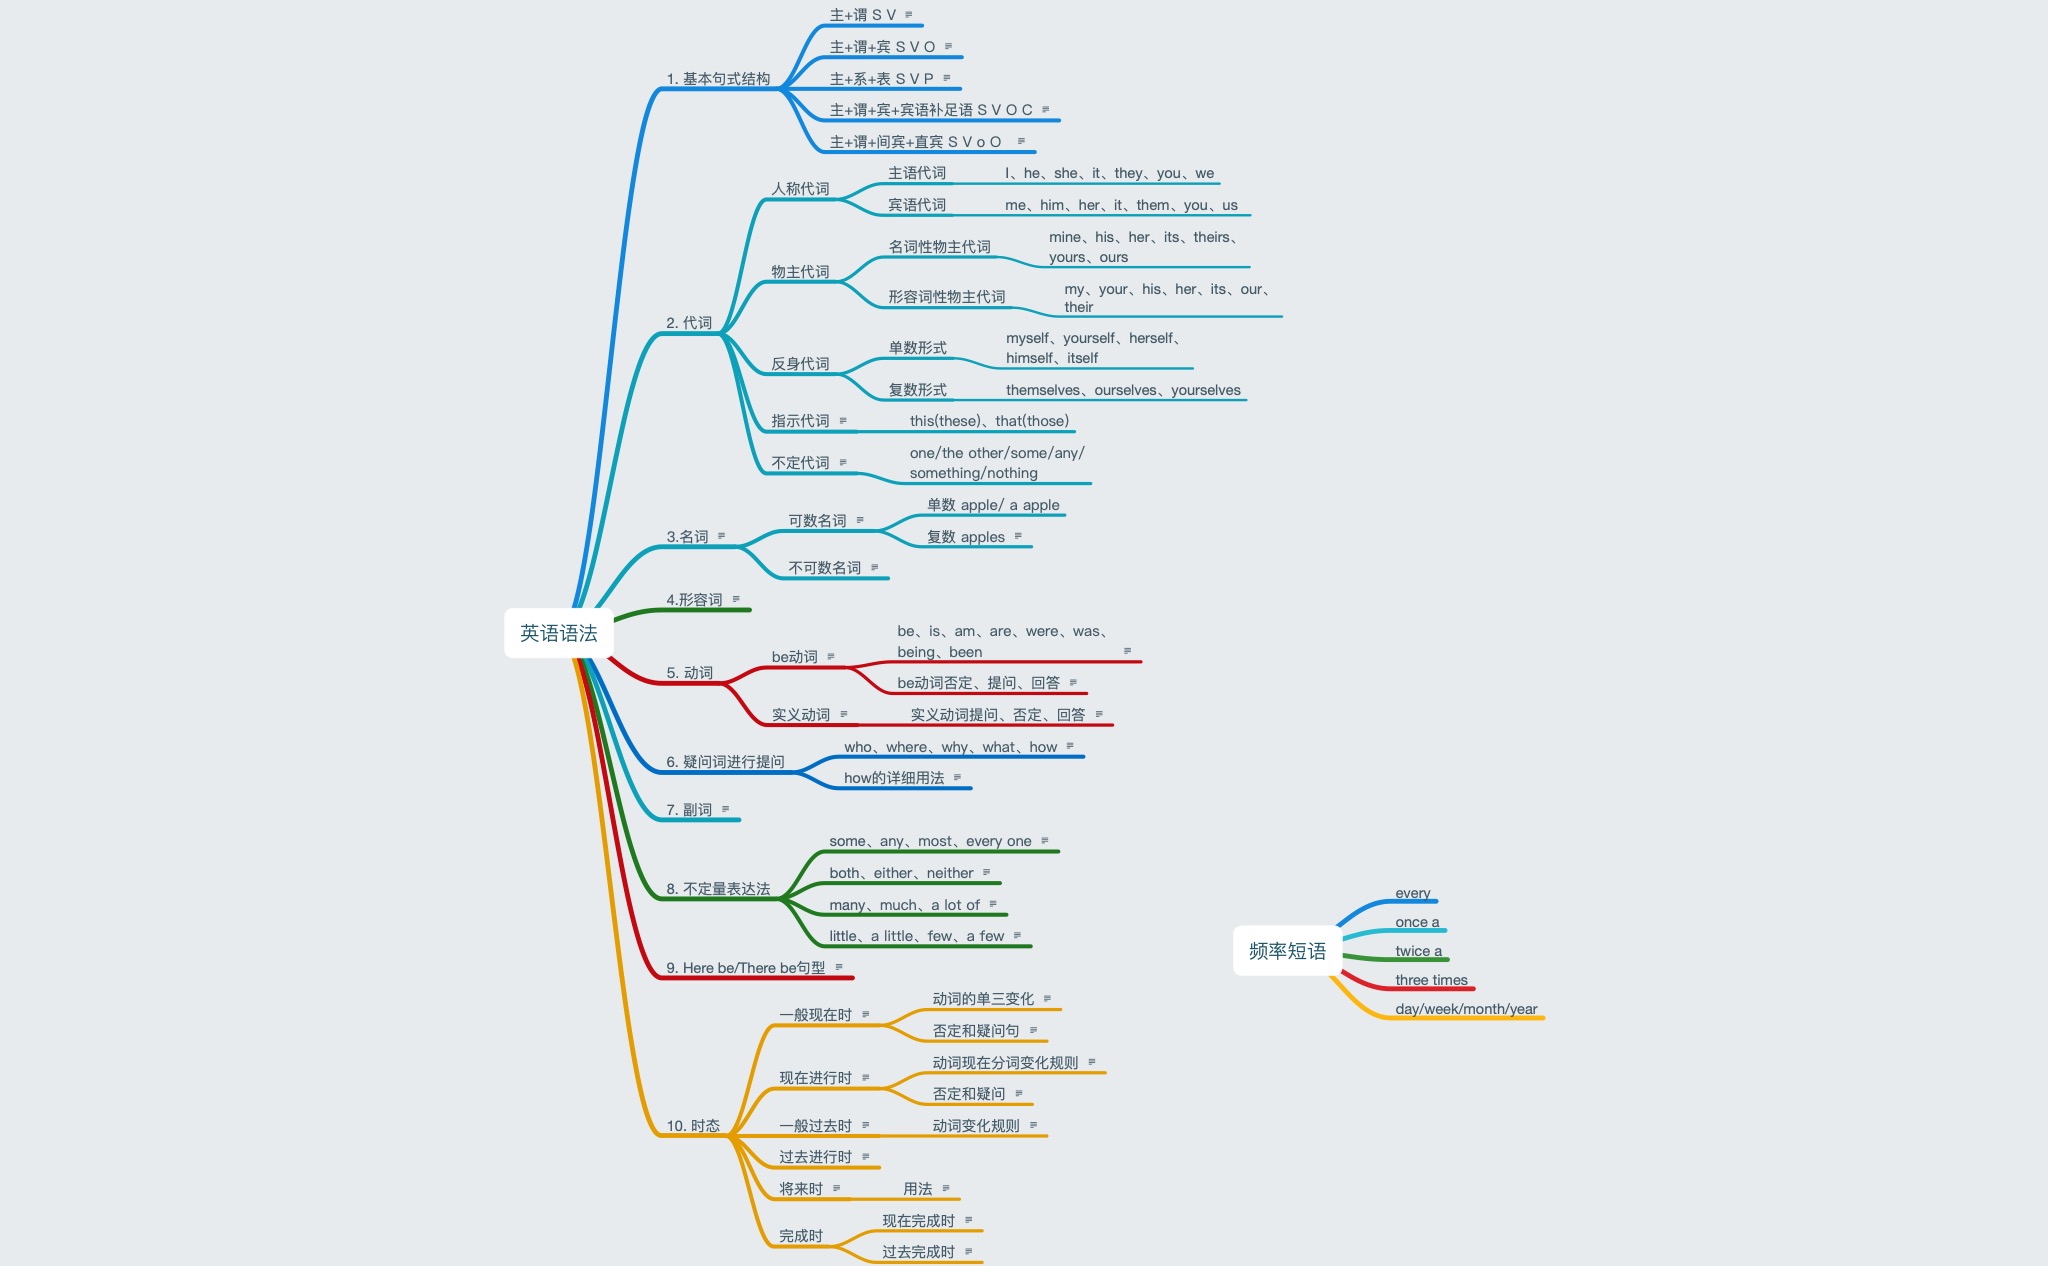 英语语法
1. 基本句式结构
主+谓 S V
主+谓+宾 S V O
主+系+表 S V P
主+谓+宾+宾语补足语 S V O C
主+谓+间宾+直宾 S V o O
2. 代词
人称代词
主语代词
I、he、she、it、they、you、we
宾语代词
me、him、her、it、them、you、us
物主代词
名词性物主代词
mine、his、her、its、theirs、
yours、ours
形容词性物主代词
my、your、his、her、its、our、
their
反身代词
单数形式
myself、yourself、herself、
himself、itself
复数形式
themselves、ourselves、yourselves
指示代词
this(these)、that(those)
不定代词
one/the other/some/any/
something/nothing
3.名词
可数名词
单数 apple/ a apple
复数 apples
不可数名词
4.形容词
5. 动词
be动词
be、is、am、are、were、was、
being、been
be动词否定、提问、回答
实义动词
实义动词提问、否定、回答
6. 疑问词进行提问
who、where、why、what、how
how的详细用法
7. 副词
8. 不定量表达法
some、any、most、every one
both、either、neither
many、much、a lot of
little、a little、few、a few
9. Here be/There be句型
10. 时态
一般现在时
动词的单三变化
否定和疑问句
现在进行时
动词现在分词变化规则
否定和疑问
一般过去时
动词变化规则
过去进行时
将来时
用法
完成时
现在完成时
过去完成时
频率短语
every
once a
twice a
three times
day/week/month/year